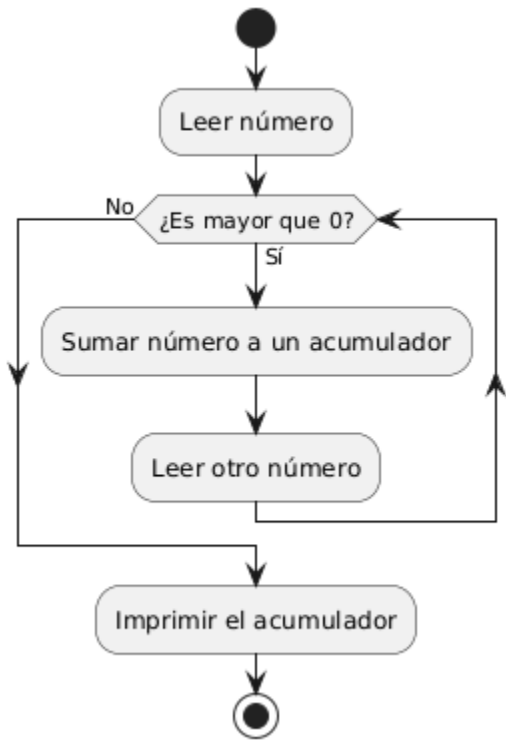 Leer número
¿Es mayor que 0?
No
Sí
Sumar número a un acumulador
Leer otro número
Imprimir el acumulador